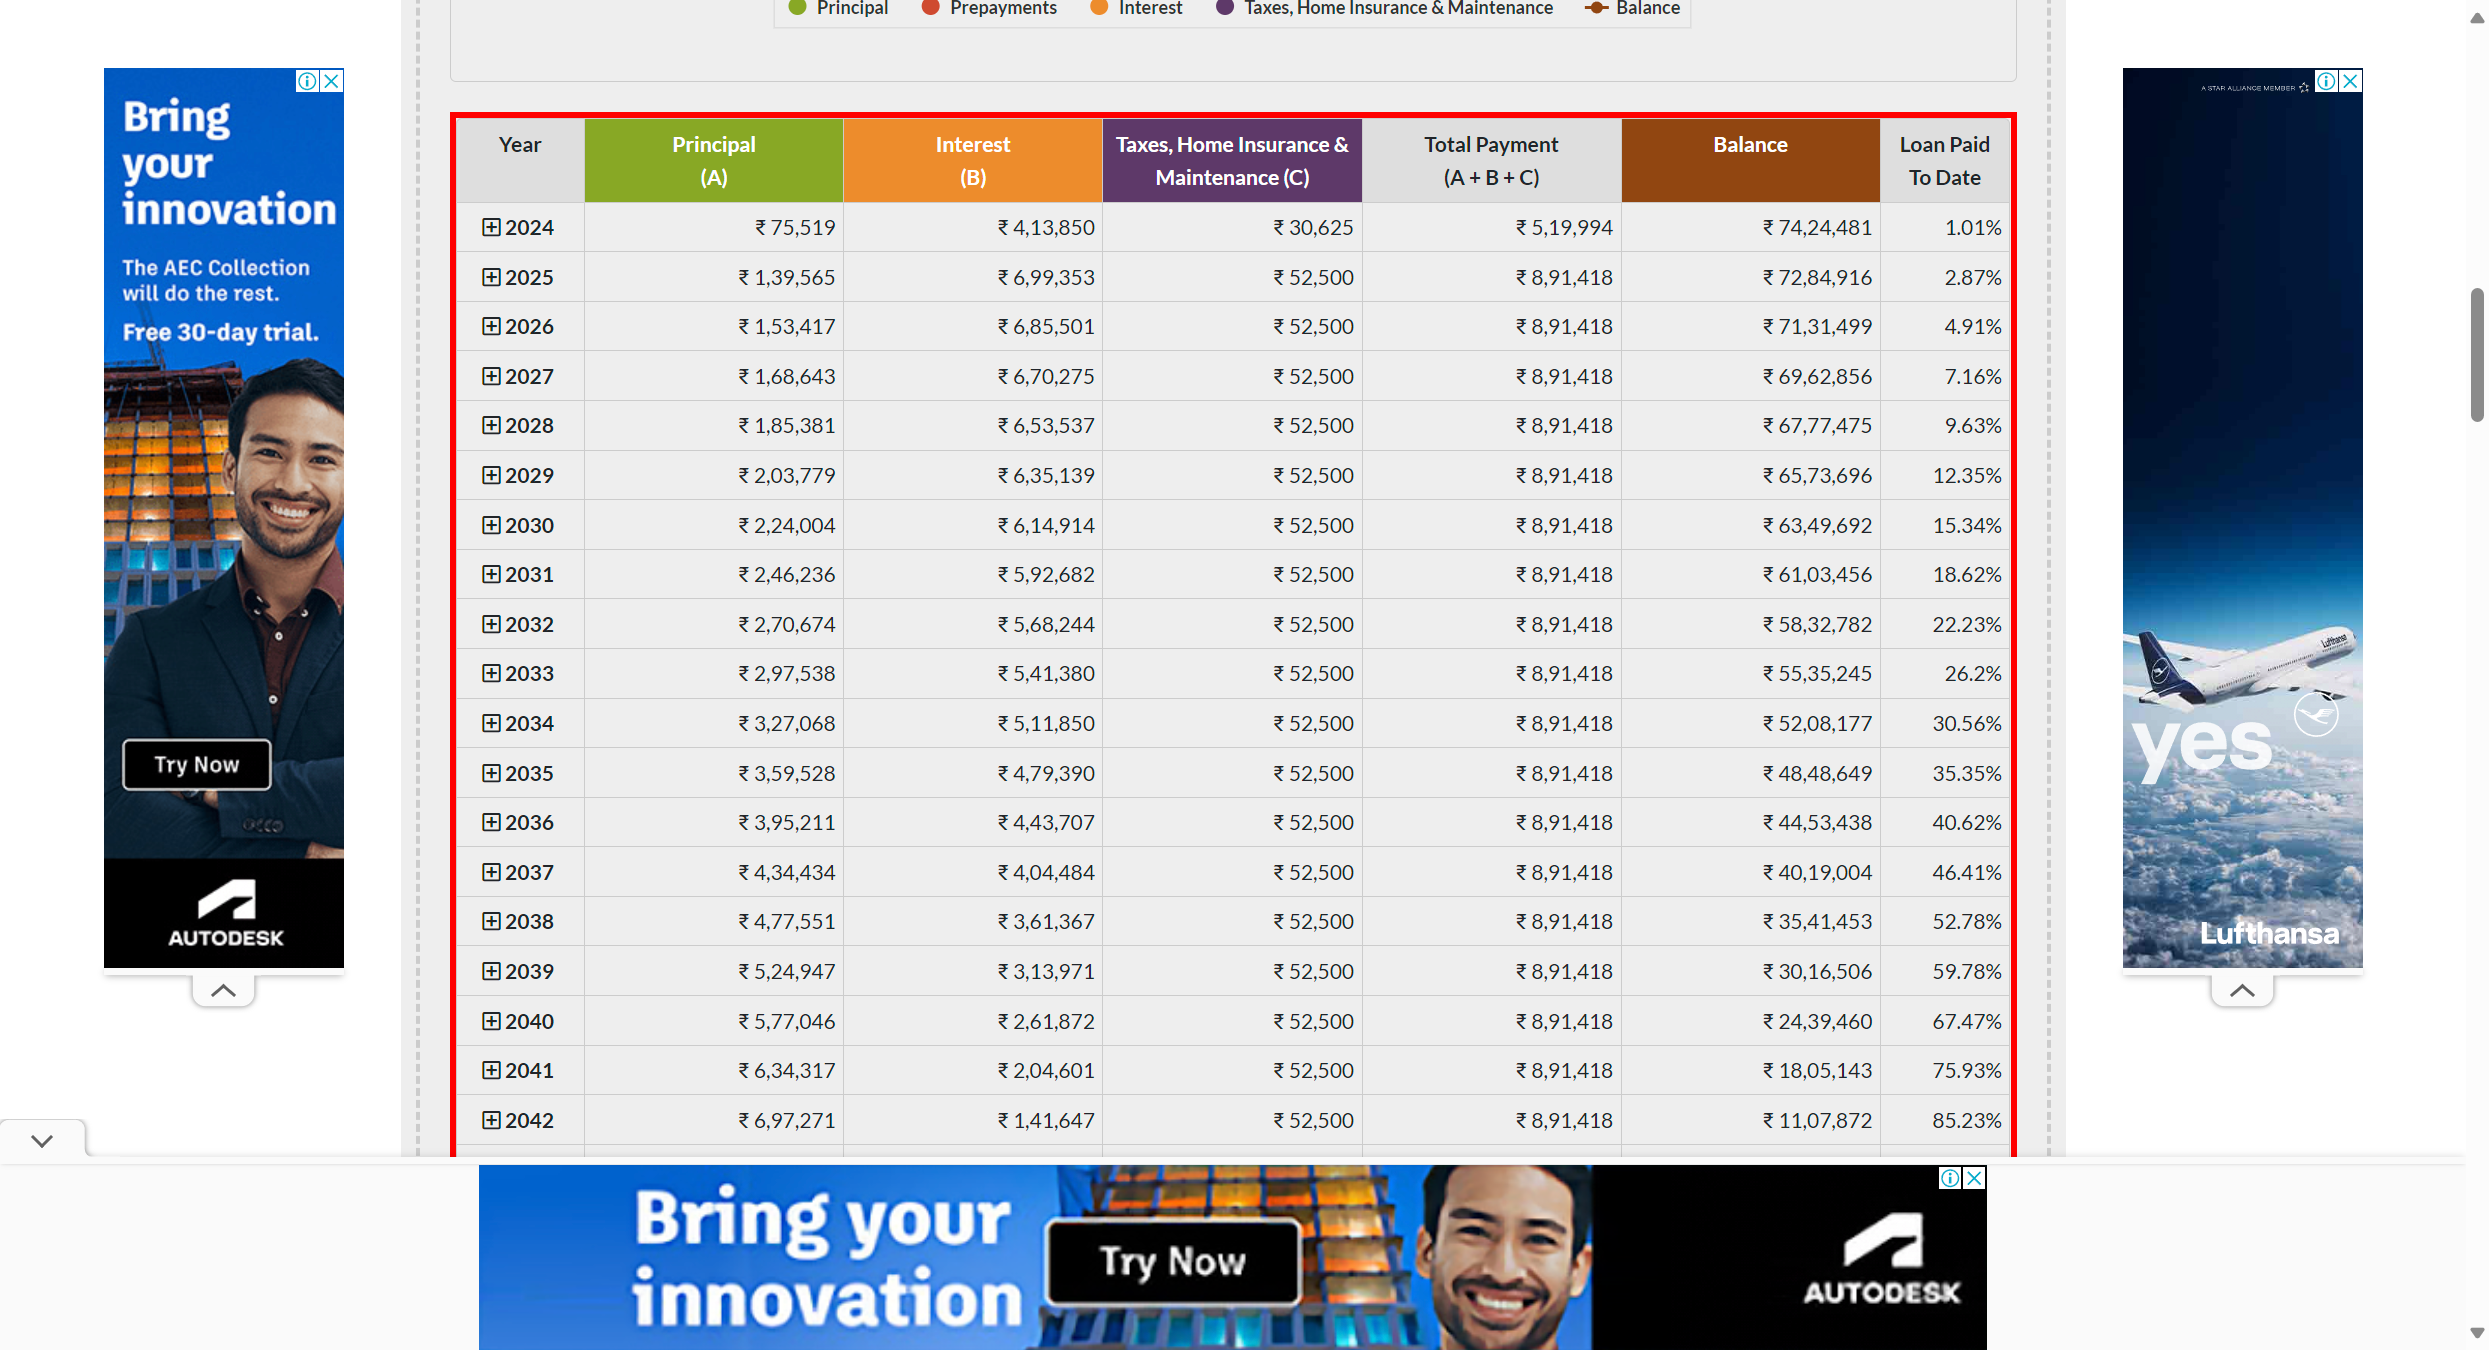 Principal Prepayments Interest Taxes, Home Insurance & Maintenance Balance
Bring
your
innovation
The AEC Collection
will do the rest.
Free 30-day trial.
Try Now
AUTODESK
Year Principal (A) Interest (B) Taxes, Home Insurance & Maintenance (C) Total Payment (A + B + C) Balance Loan Paid To Date
2024 ₹ 75,519 ₹ 4,13,850 ₹ 30,625 ₹ 5,19,994 ₹ 74,24,481 1.01%
2025 ₹ 1,39,565 ₹ 6,99,353 ₹ 52,500 ₹ 8,91,418 ₹ 72,84,916 2.87%
2026 ₹ 1,53,417 ₹ 6,85,501 ₹ 52,500 ₹ 8,91,418 ₹ 71,31,499 4.91%
2027 ₹ 1,68,643 ₹ 6,70,275 ₹ 52,500 ₹ 8,91,418 ₹ 69,62,856 7.16%
2028 ₹ 1,85,381 ₹ 6,53,537 ₹ 52,500 ₹ 8,91,418 ₹ 67,77,475 9.63%
2029 ₹ 2,03,779 ₹ 6,35,139 ₹ 52,500 ₹ 8,91,418 ₹ 65,73,696 12.35%
2030 ₹ 2,24,004 ₹ 6,14,914 ₹ 52,500 ₹ 8,91,418 ₹ 63,49,692 15.34%
2031 ₹ 2,46,236 ₹ 5,92,682 ₹ 52,500 ₹ 8,91,418 ₹ 61,03,456 18.62%
2032 ₹ 2,70,674 ₹ 5,68,244 ₹ 52,500 ₹ 8,91,418 ₹ 58,32,782 22.23%
2033 ₹ 2,97,538 ₹ 5,41,380 ₹ 52,500 ₹ 8,91,418 ₹ 55,35,245 26.2%
2034 ₹ 3,27,068 ₹ 5,11,850 ₹ 52,500 ₹ 8,91,418 ₹ 52,08,177 30.56%
2035 ₹ 3,59,528 ₹ 4,79,390 ₹ 52,500 ₹ 8,91,418 ₹ 48,48,649 35.35%
2036 ₹ 3,95,211 ₹ 4,43,707 ₹ 52,500 ₹ 8,91,418 ₹ 44,53,438 40.62%
2037 ₹ 4,34,434 ₹ 4,04,484 ₹ 52,500 ₹ 8,91,418 ₹ 40,19,004 46.41%
2038 ₹ 4,77,551 ₹ 3,61,367 ₹ 52,500 ₹ 8,91,418 ₹ 35,41,453 52.78%
2039 ₹ 5,24,947 ₹ 3,13,971 ₹ 52,500 ₹ 8,91,418 ₹ 30,16,506 59.78%
2040 ₹ 5,77,046 ₹ 2,61,872 ₹ 52,500 ₹ 8,91,418 ₹ 24,39,460 67.47%
2041 ₹ 6,34,317 ₹ 2,04,601 ₹ 52,500 ₹ 8,91,418 ₹ 18,05,143 75.93%
2042 ₹ 6,97,271 ₹ 1,41,647 ₹ 52,500 ₹ 8,91,418 ₹ 11,07,872 85.23%
A STAR ALLIANCE MEMBER
Lufthansa
yes
Lufthansa
Bring your
innovation
Try Now
AUTODESK